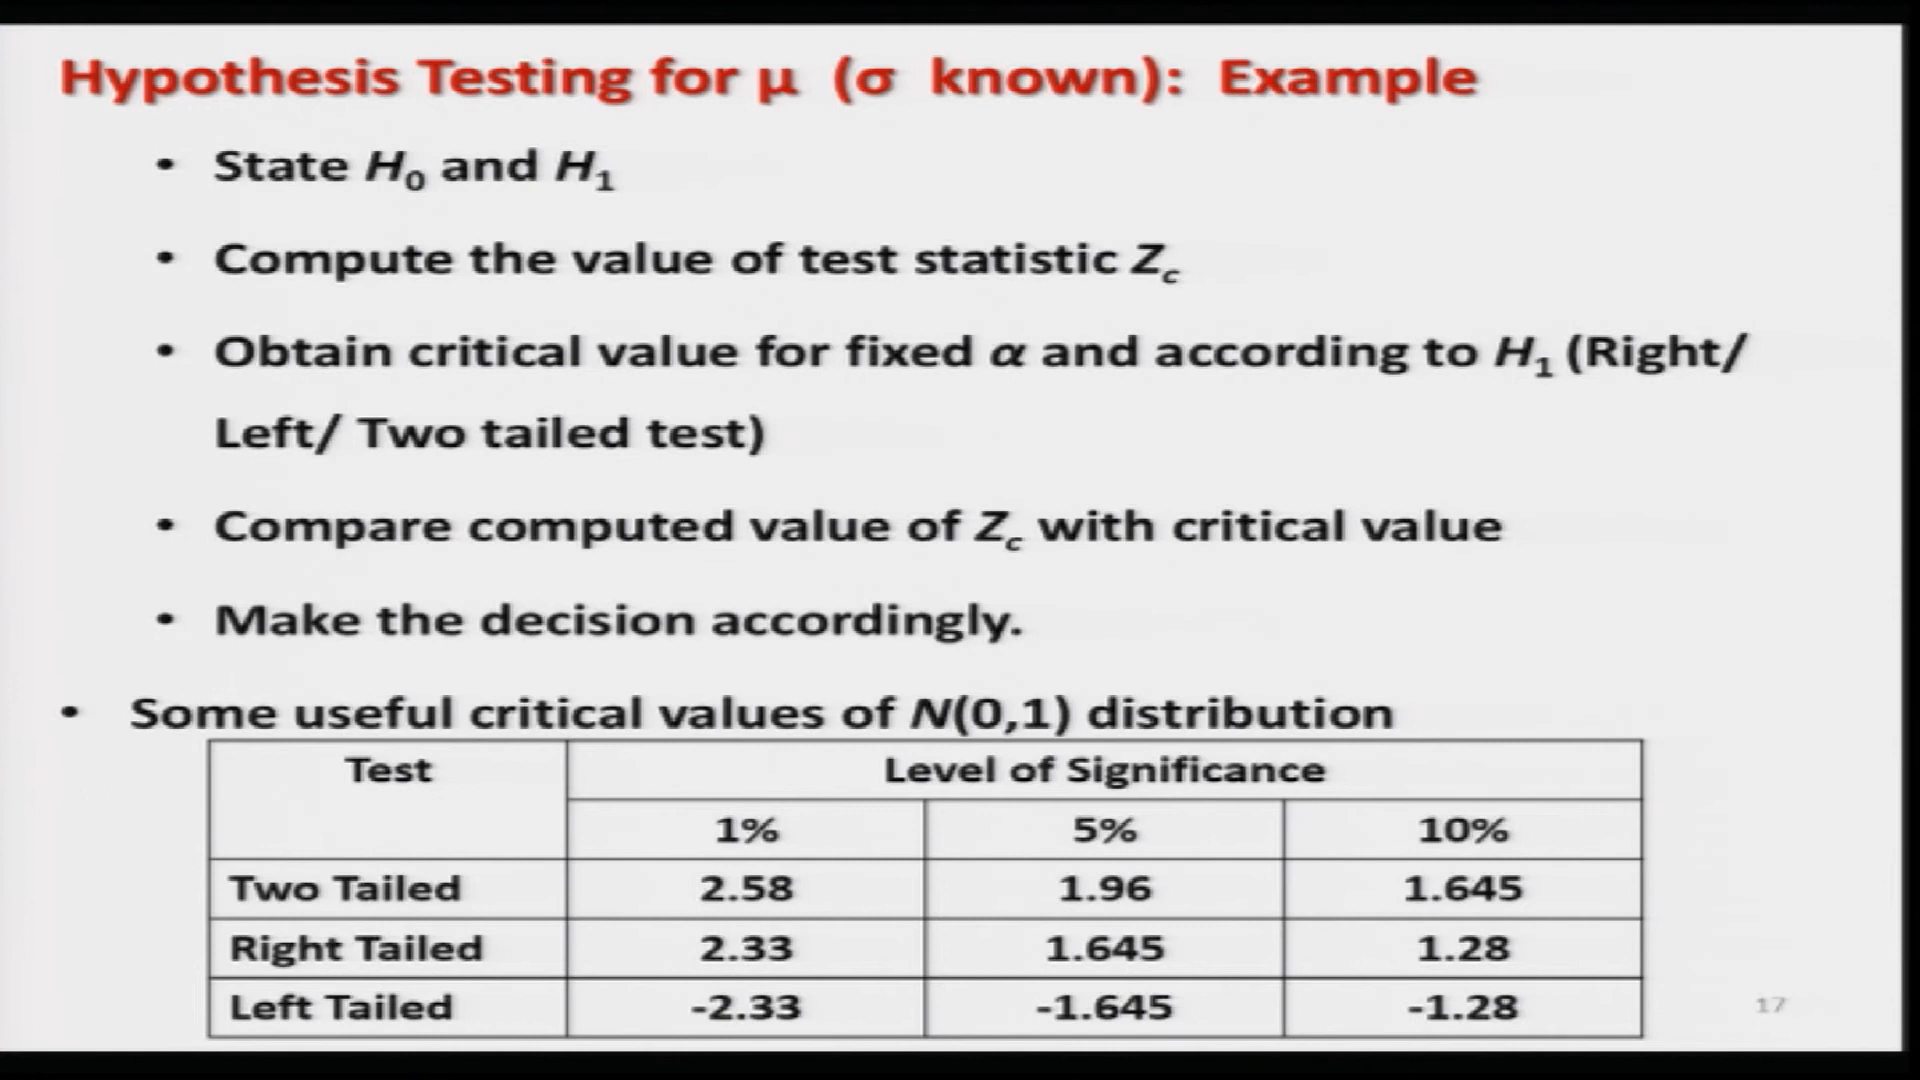 Hypothesis Testing for μ (σ known): Example
• State H₀ and H₁
• Compute the value of test statistic Z꜀
• Obtain critical value for fixed α and according to H₁ (Right/
Left/ Two tailed test)
• Compare computed value of Z꜀ with critical value
• Make the decision accordingly.
• Some useful critical values of N(0,1) distribution
Test Level of Significance
1% 5% 10%
Two Tailed 2.58 1.96 1.645
Right Tailed 2.33 1.645 1.28
Left Tailed -2.33 -1.645 -1.28
17